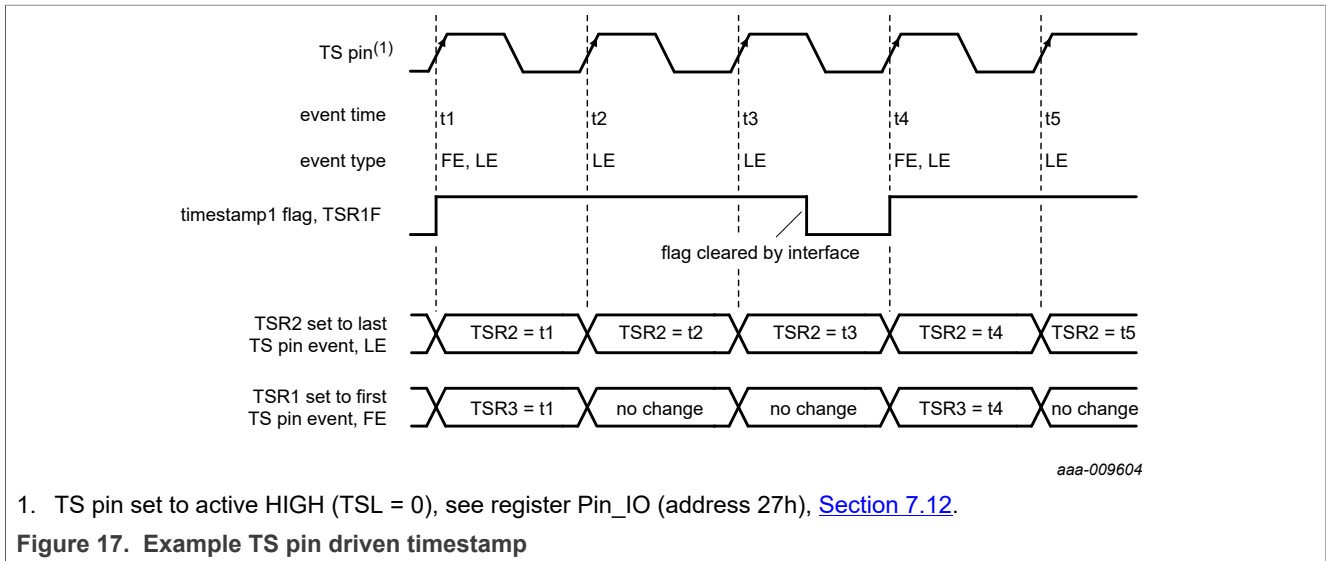 TS pin(1)
event time t1 t2 t3 t4 t5
event type FE, LE LE LE FE, LE LE
timestamp1 flag, TSR1F
flag cleared by interface
TSR2 set to last
TS pin event, LE
TSR2 = t1 TSR2 = t2 TSR2 = t3 TSR2 = t4 TSR2 = t5
TSR1 set to first
TS pin event, FE
TSR3 = t1 no change no change TSR3 = t4 no change
aaa-009604
1. TS pin set to active HIGH (TSL = 0), see register Pin_IO (address 27h), Section 7.12.
Figure 17. Example TS pin driven timestamp